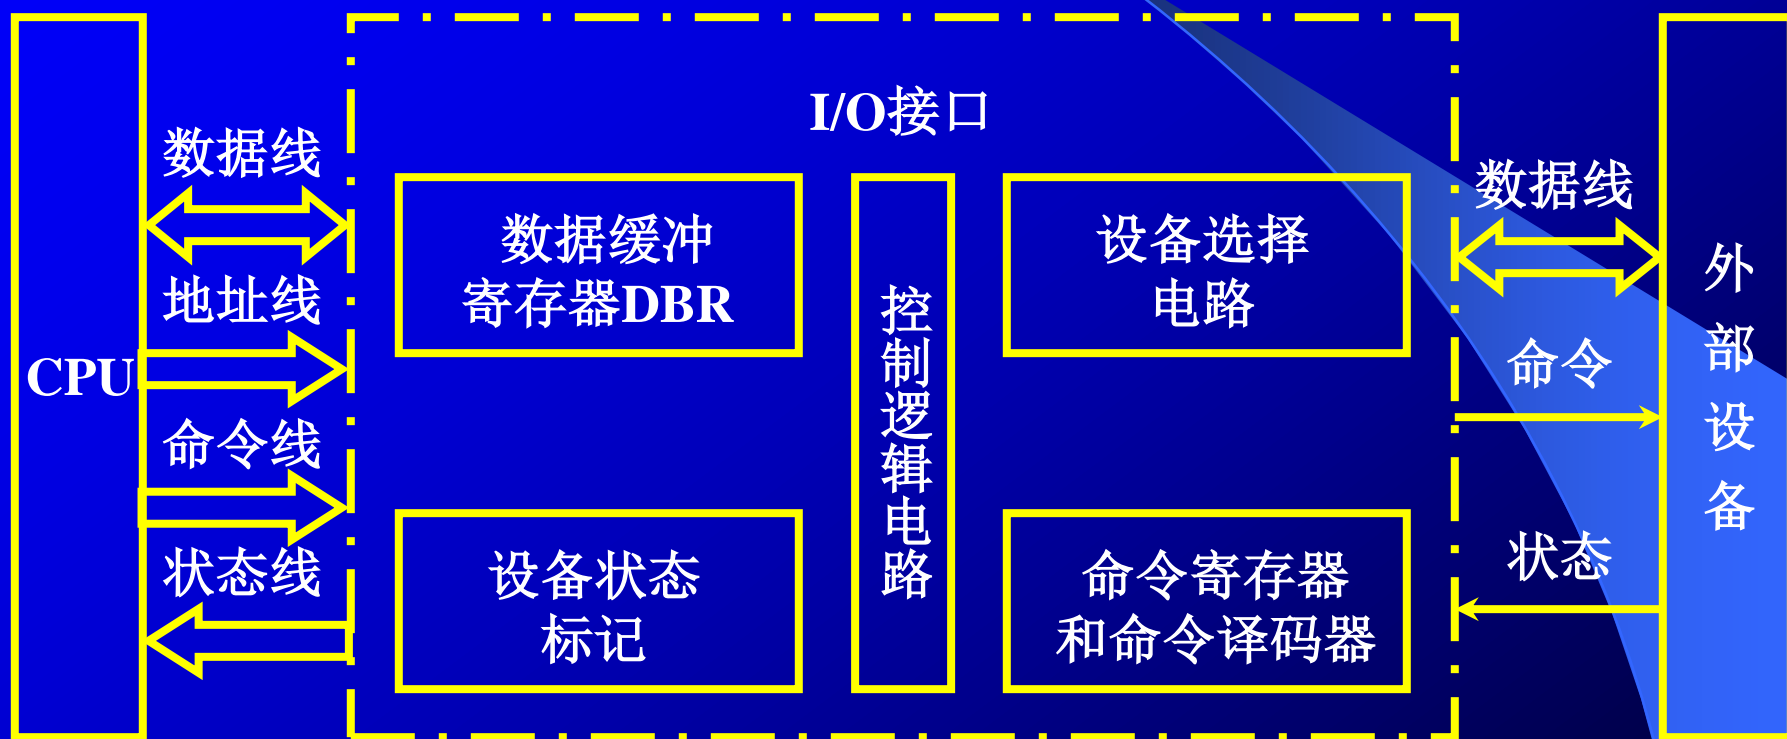 I/O接口
CPU
数据线
地址线
命令线
状态线
数据缓冲
寄存器DBR
设备状态
标记
控制逻辑电路
设备选择
电路
命令寄存器
和命令译码器
数据线
命令
状态
外部设备